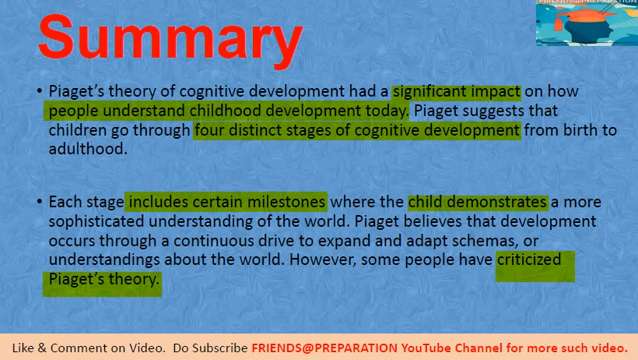 FRIENDS@PREPARATION
Summary
• Piaget's theory of cognitive development had a significant impact on how
people understand childhood development today. Piaget suggests that
children go through four distinct stages of cognitive development from birth to
adulthood.
• Each stage includes certain milestones where the child demonstrates a more
sophisticated understanding of the world. Piaget believes that development
occurs through a continuous drive to expand and adapt schemas, or
understandings about the world. However, some people have criticized
Piaget's theory.
Like & Comment on Video. Do Subscribe FRIENDS@PREPARATION YouTube Channel for more such video.